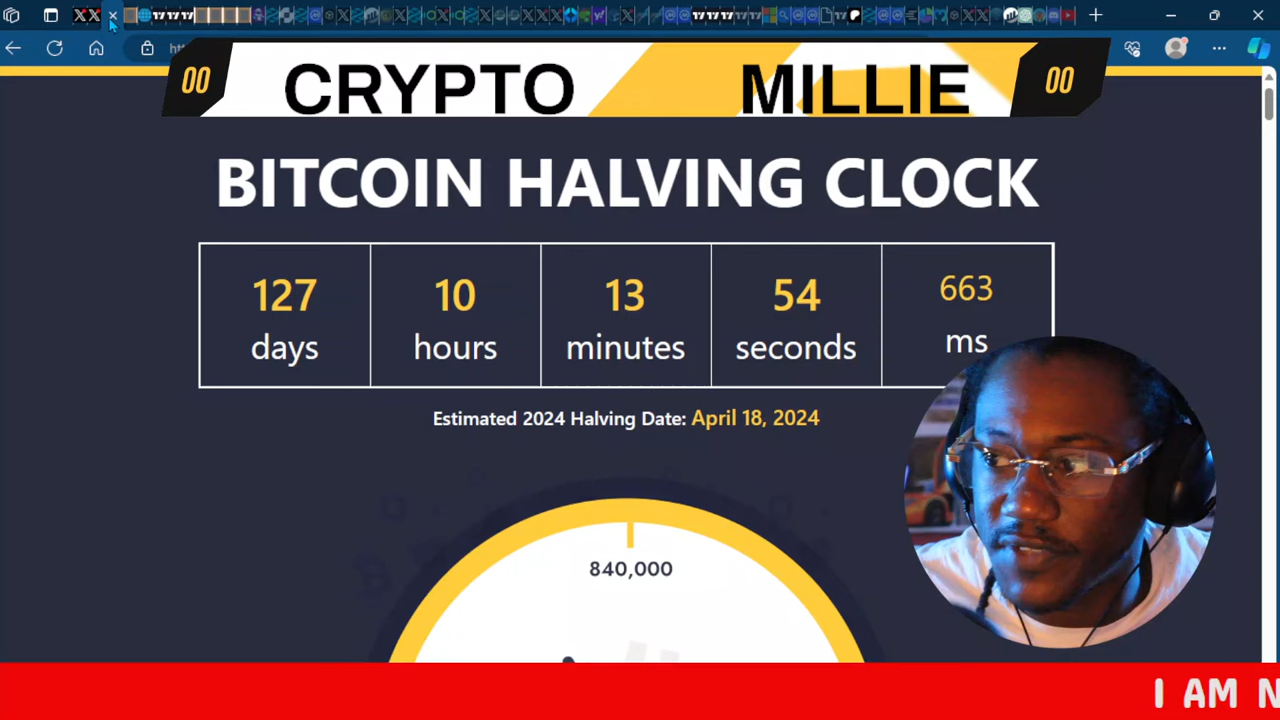 CRYPTO MILLIE
00
00
BITCOIN HALVING CLOCK
127 10 13 54 663
days hours minutes seconds ms
Estimated 2024 Halving Date: April 18, 2024
840,000
I AM N